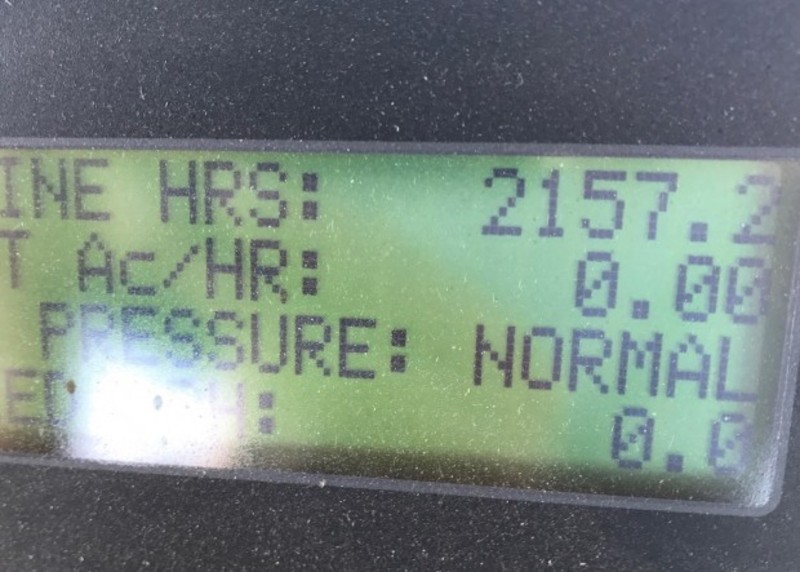 INE HRS: 2157.2
T Ac/HR: 0.00
PRESSURE: NORMAL
0.0